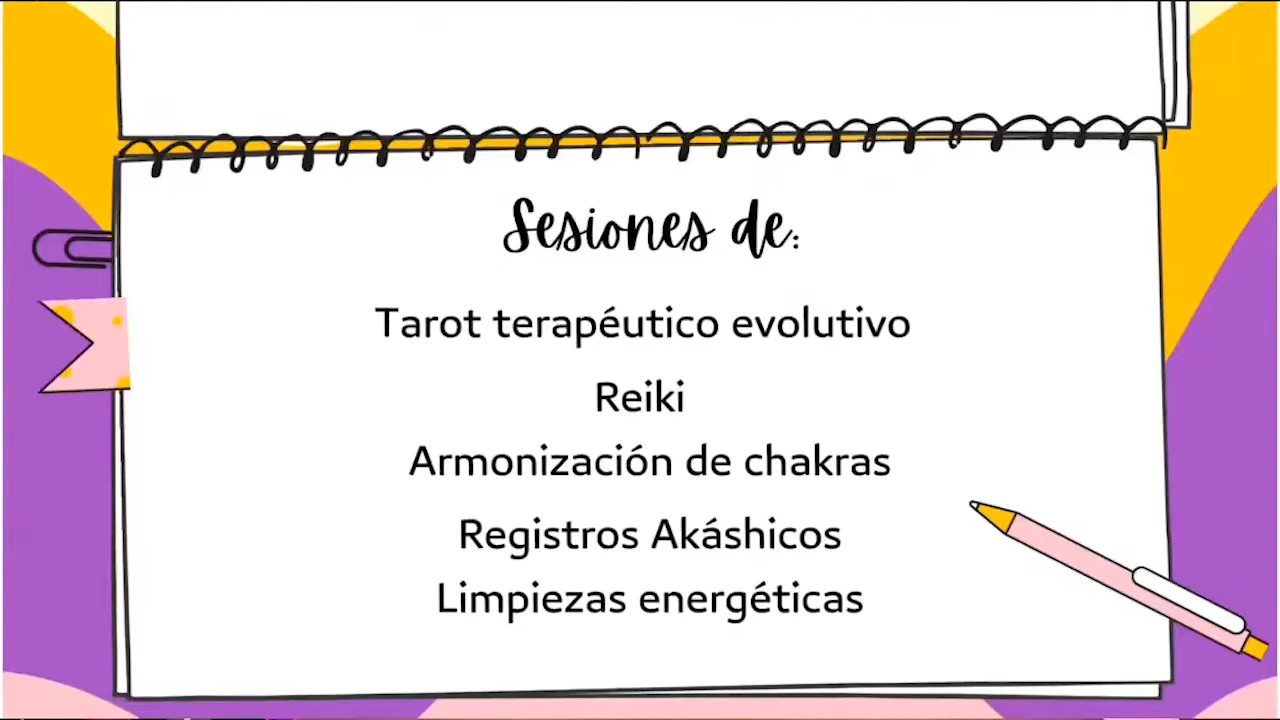 Sesiones de:
Tarot terapéutico evolutivo
Reiki
Armonización de chakras
Registros Akáshicos
Limpiezas energéticas